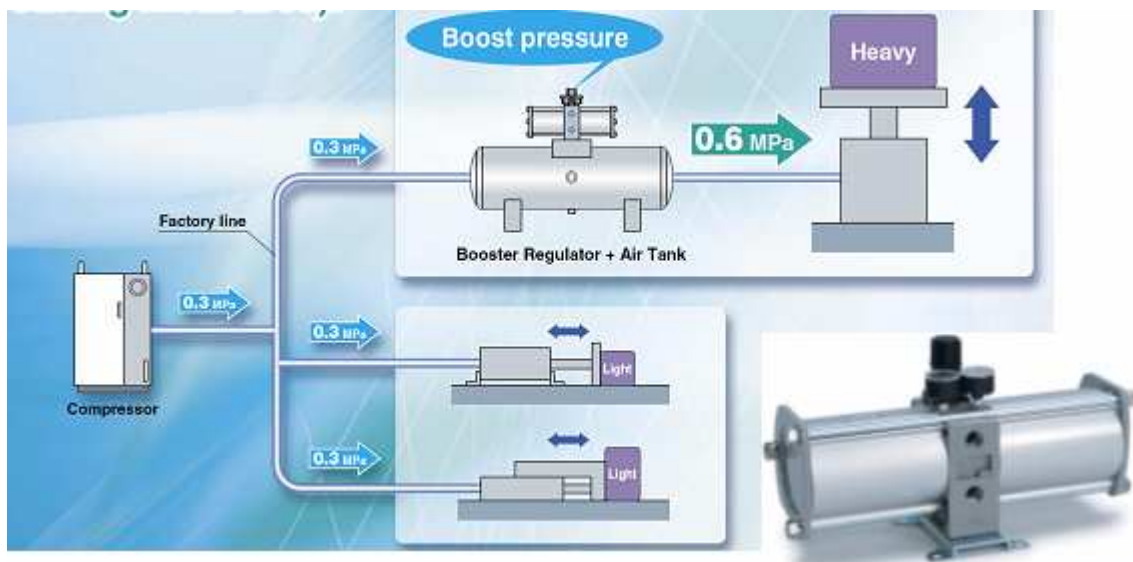 Boost pressure
Heavy
0.3 MPa
0.6 MPa
Factory line
Booster Regulator + Air Tank
0.3 MPa
0.3 MPa
Light
Compressor
0.3 MPa
Light